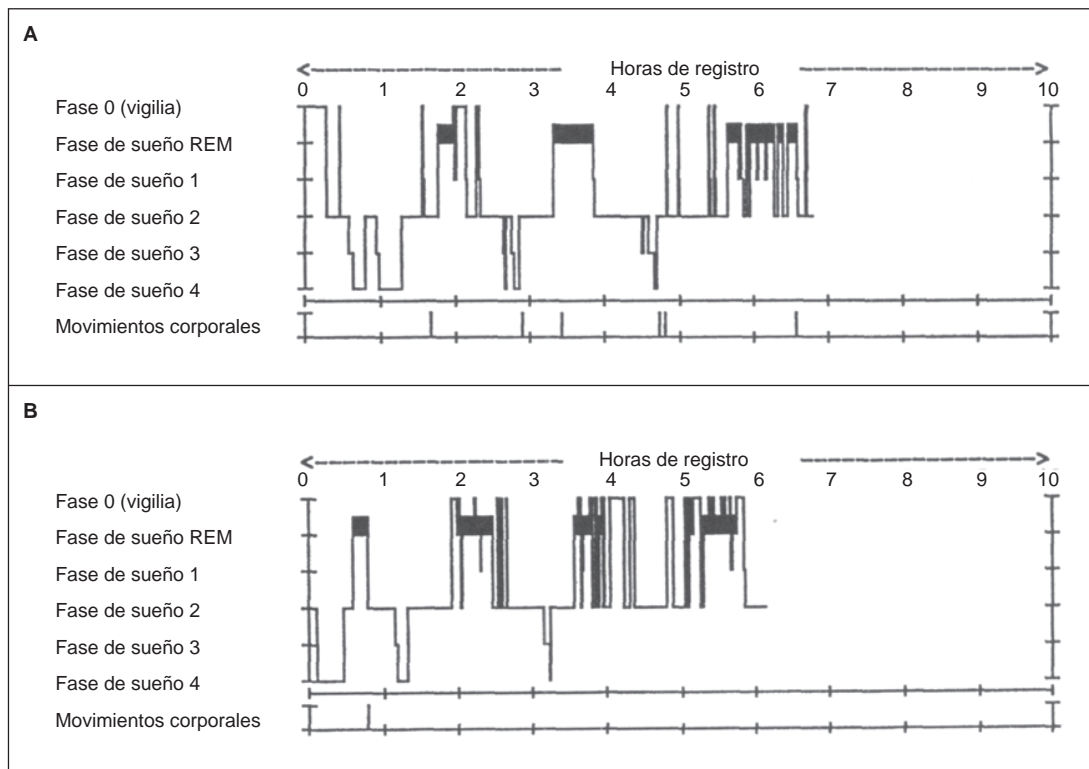 A
Horas de registro
0 1 2 3 4 5 6 7 8 9 10
Fase 0 (vigilia)
Fase de sueño REM
Fase de sueño 1
Fase de sueño 2
Fase de sueño 3
Fase de sueño 4
Movimientos corporales
B
Horas de registro
0 1 2 3 4 5 6 7 8 9 10
Fase 0 (vigilia)
Fase de sueño REM
Fase de sueño 1
Fase de sueño 2
Fase de sueño 3
Fase de sueño 4
Movimientos corporales